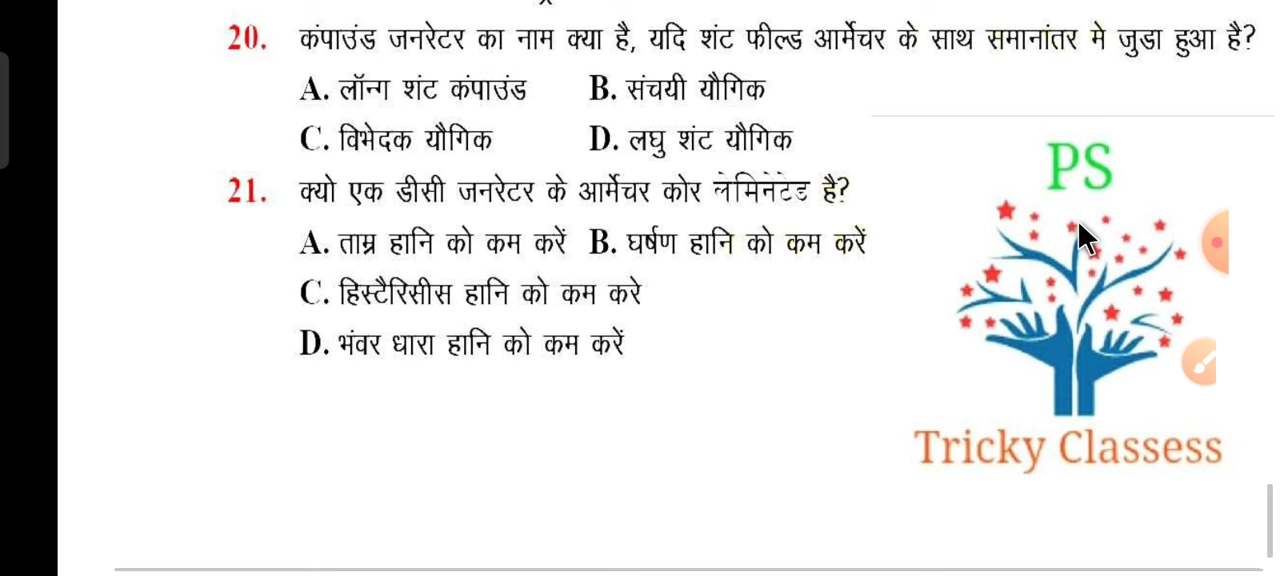 20. कंपाउंड जनरेटर का नाम क्या है, यदि शंट फील्ड आर्मेचर के साथ समानांतर मे जुडा हुआ है?
A. लॉन्ग शंट कंपाउंड B. संचयी यौगिक
C. विभेदक यौगिक D. लघु शंट यौगिक
21. क्यो एक डीसी जनरेटर के आर्मेचर कोर लेमिनेटेड है?
A. ताम्र हानि को कम करें B. घर्षण हानि को कम करें
C. हिस्टैरिसीस हानि को कम करे
D. भंवर धारा हानि को कम करें
PS
Tricky Classess